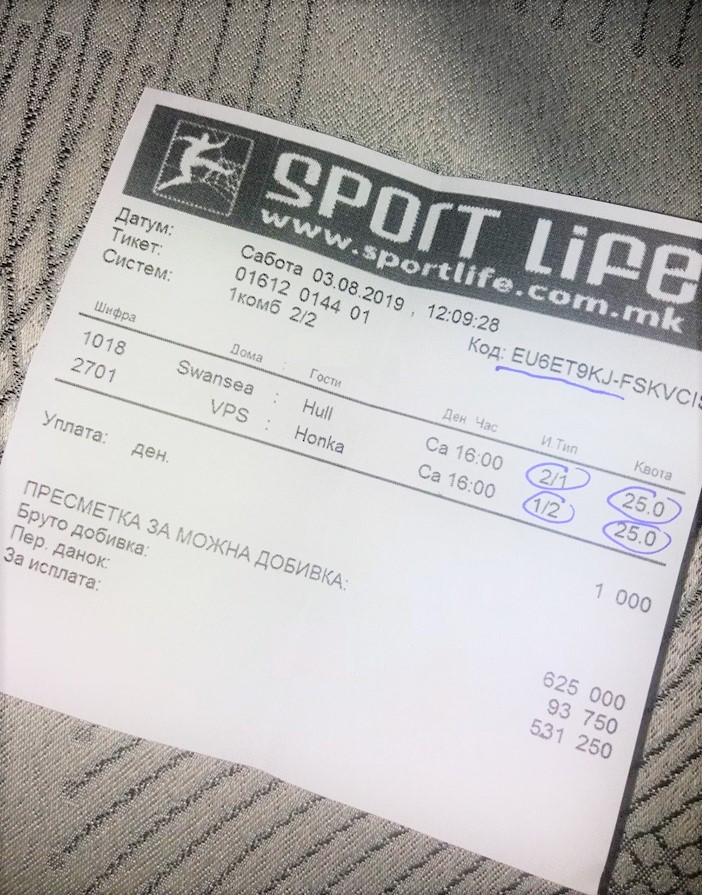 SPORT LIFE
www.sportlife.com.mk
Датум: Сабота 03.08.2019 , 12:09:28
Тикет: 01612 0144 01
Систем: 1комб 2/2
Код: EU6ET9KJ-FSKVCIS
Шифра Дома : Гости Ден Час И.Тип Квота
1018 Swansea : Hull Са 16:00 2/1 25.0
2701 VPS : Honka Са 16:00 1/2 25.0
Уплата: ден. 1 000
ПРЕСМЕТКА ЗА МОЖНА ДОБИВКА:
Бруто добивка: 625 000
Пер. данок: 93 750
За исплата: 531 250